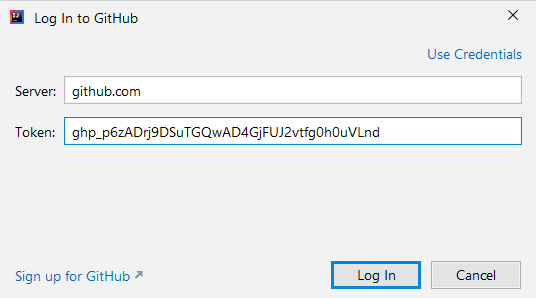 Log In to GitHub
Use Credentials
Server: github.com
Token: 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
Sign up for GitHub Log In Cancel